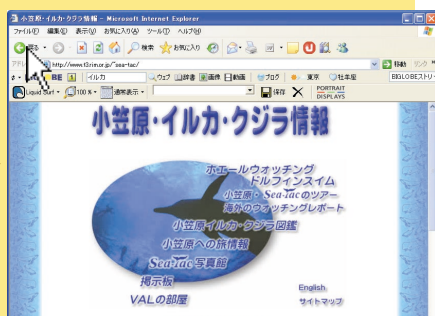 小笠原・イルカ・クジラ情報 - Microsoft Internet Explorer
ファイル(F) 編集(E) 表示(V) お気に入り(A) ツール(T) ヘルプ(H)
戻る 検索 お気に入り
http://www.t3.rim.or.jp/~sea-tac/ 移動 リンク
イルカ ウェブ 辞書 画像 動画 ブログ 東京 牡羊座 BIGLOBEストリ
Liquid Surf 100% 通常表示 保存 PORTRAIT DISPLAYS
小笠原・イルカ・クジラ情報
ホエールウォッチング
ドルフィンスイム
小笠原・Sea-Tacのツアー
海外のウォッチングレポート
小笠原イルカ・クジラ図鑑
小笠原への旅情報
Sea-Tac写真館
掲示板
VALの部屋
English
サイトマップ